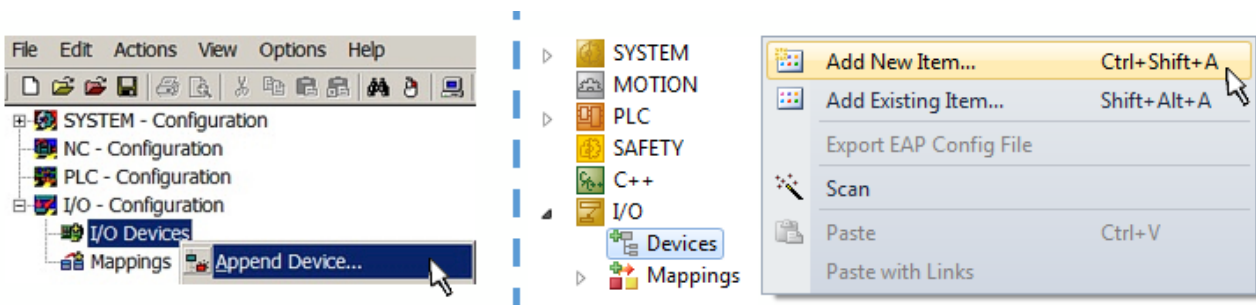 File Edit Actions View Options Help
SYSTEM - Configuration
NC - Configuration
PLC - Configuration
I/O - Configuration
I/O Devices
Mappings
Append Device...
SYSTEM
MOTION
PLC
SAFETY
C++
I/O
Devices
Mappings
Add New Item... Ctrl+Shift+A
Add Existing Item... Shift+Alt+A
Export EAP Config File
Scan
Paste Ctrl+V
Paste with Links